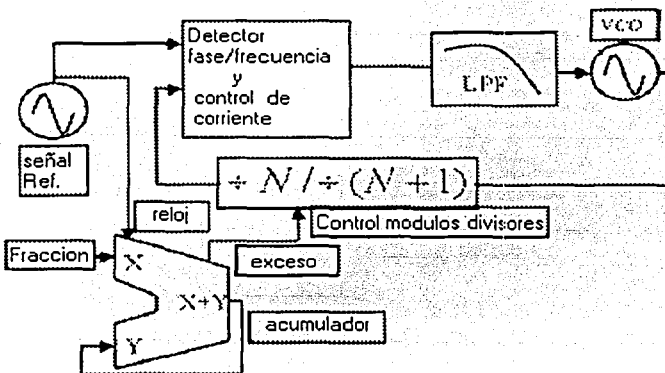 Detector
fase/frecuencia
y
control de
corriente
LPF
VCO
señal
Ref.
÷ N / ÷ (N + 1)
reloj
Control modulos divisores
Fraccion
X
exceso
X+Y
acumulador
Y